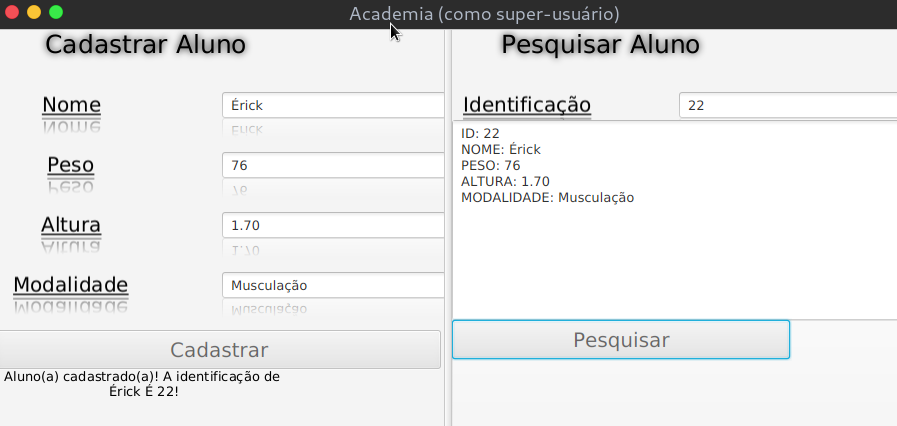 Academia (como super-usuário)
Cadastrar Aluno
Nome
Érick
Peso
76
Altura
1.70
Modalidade
Musculação
Cadastrar
Aluno(a) cadastrado(a)! A identificação de
Érick É 22!
Pesquisar Aluno
Identificação
22
ID: 22
NOME: Érick
PESO: 76
ALTURA: 1.70
MODALIDADE: Musculação
Pesquisar